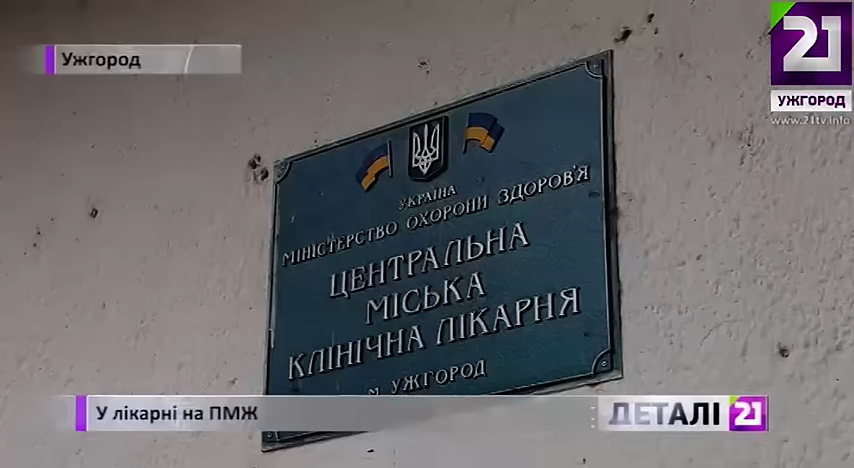 Ужгород
21
УЖГОРОД
www.21tv.info
УКРАЇНА
МІНІСТЕРСТВО ОХОРОНИ ЗДОРОВ'Я
ЦЕНТРАЛЬНА
МІСЬКА
КЛІНІЧНА ЛІКАРНЯ
м. УЖГОРОД
У лікарні на ПМЖ
ДЕТАЛІ 21